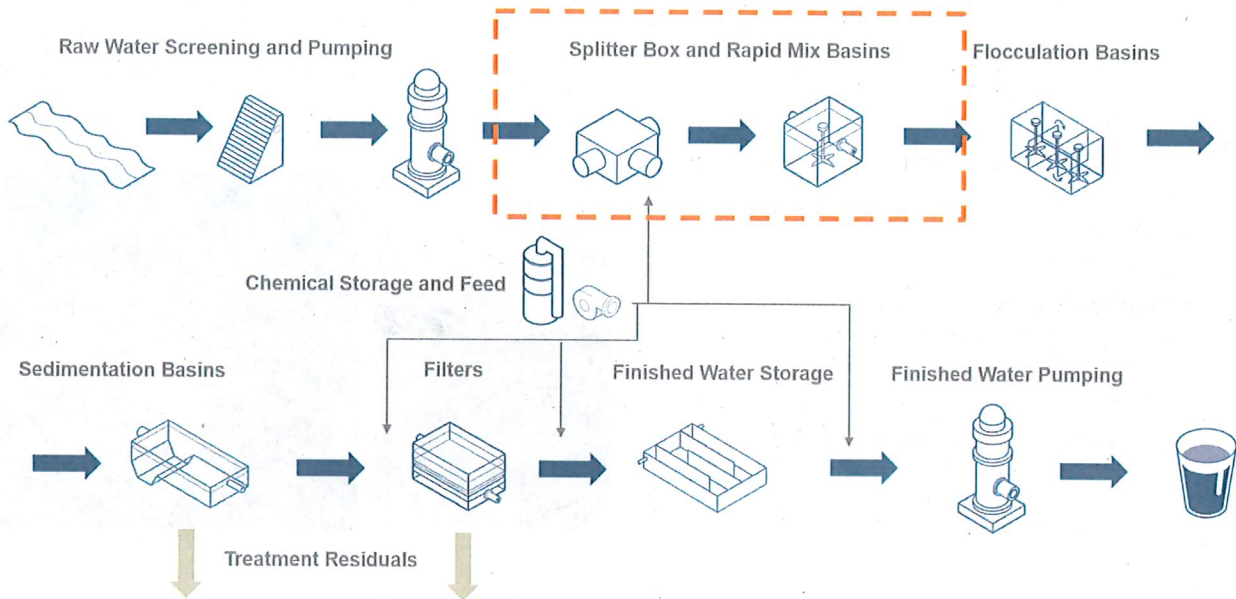 Raw Water Screening and Pumping
Splitter Box and Rapid Mix Basins
Flocculation Basins
Chemical Storage and Feed
Sedimentation Basins
Filters
Finished Water Storage
Finished Water Pumping
Treatment Residuals